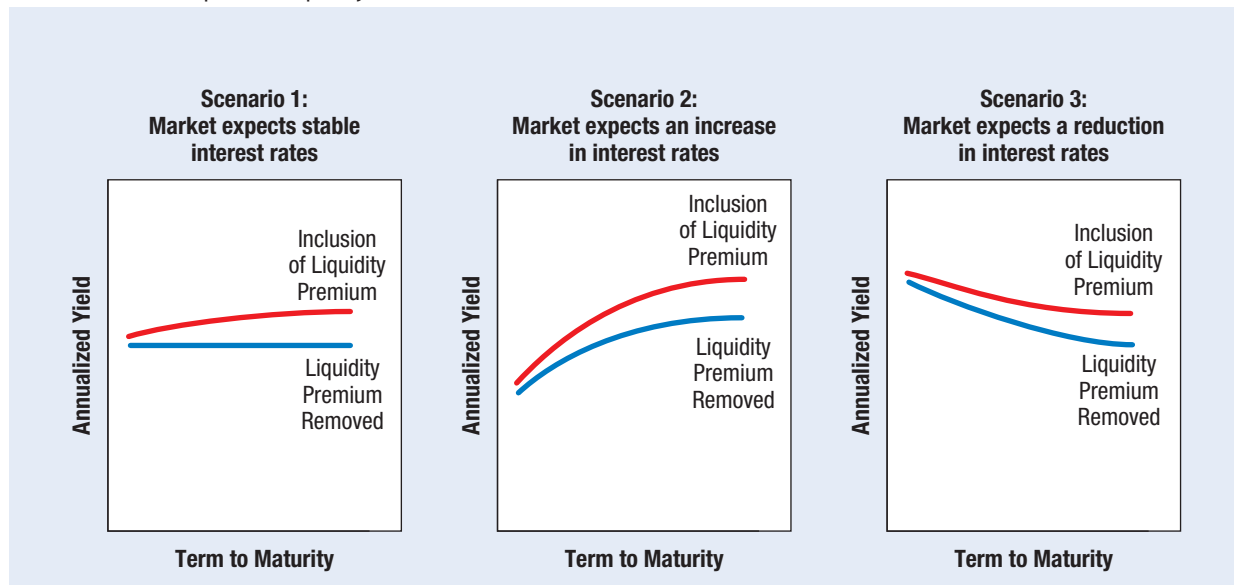 Scenario 1:
Market expects stable
interest rates
Inclusion
of Liquidity
Premium
Liquidity
Premium
Removed
Annualized Yield
Term to Maturity
Scenario 2:
Market expects an increase
in interest rates
Inclusion
of Liquidity
Premium
Liquidity
Premium
Removed
Annualized Yield
Term to Maturity
Scenario 3:
Market expects a reduction
in interest rates
Inclusion
of Liquidity
Premium
Liquidity
Premium
Removed
Annualized Yield
Term to Maturity